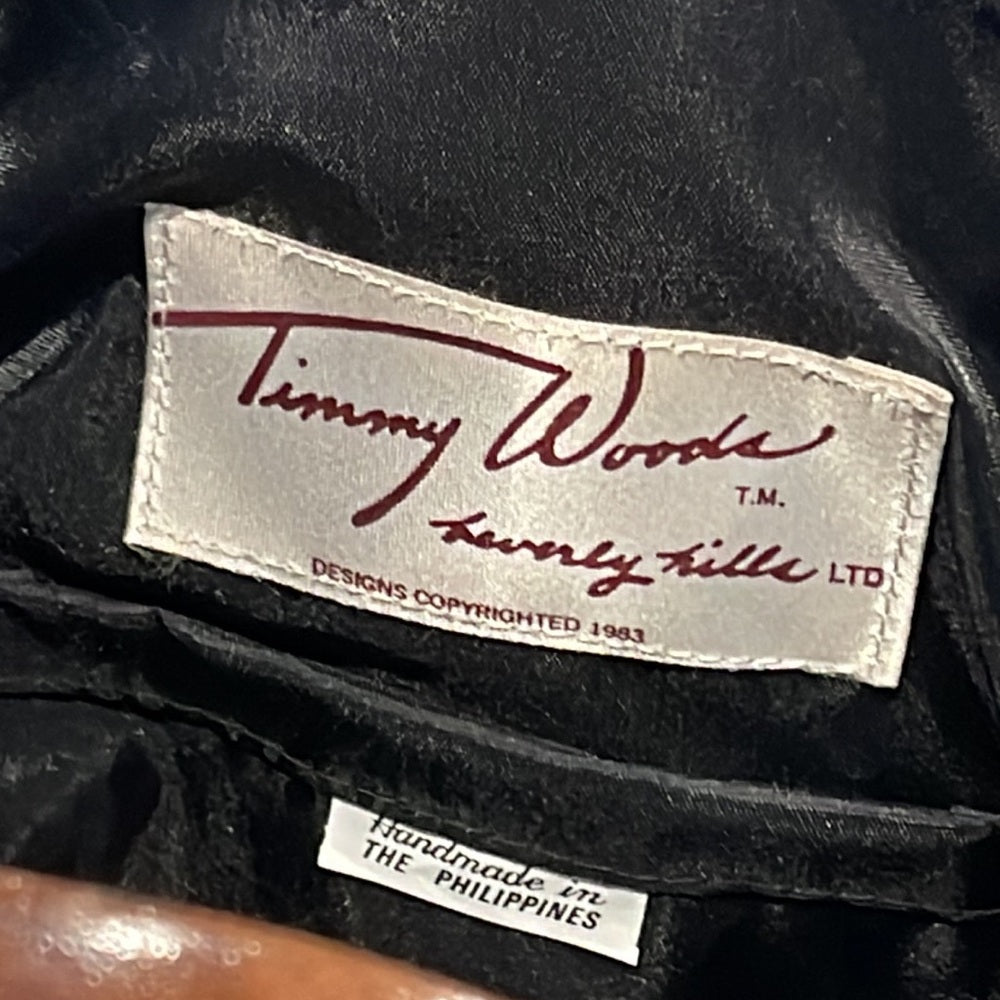 Timmy Woods
T.M.
beverly hills LTD
DESIGNS COPYRIGHTED 1983
Handmade in
THE PHILIPPINES